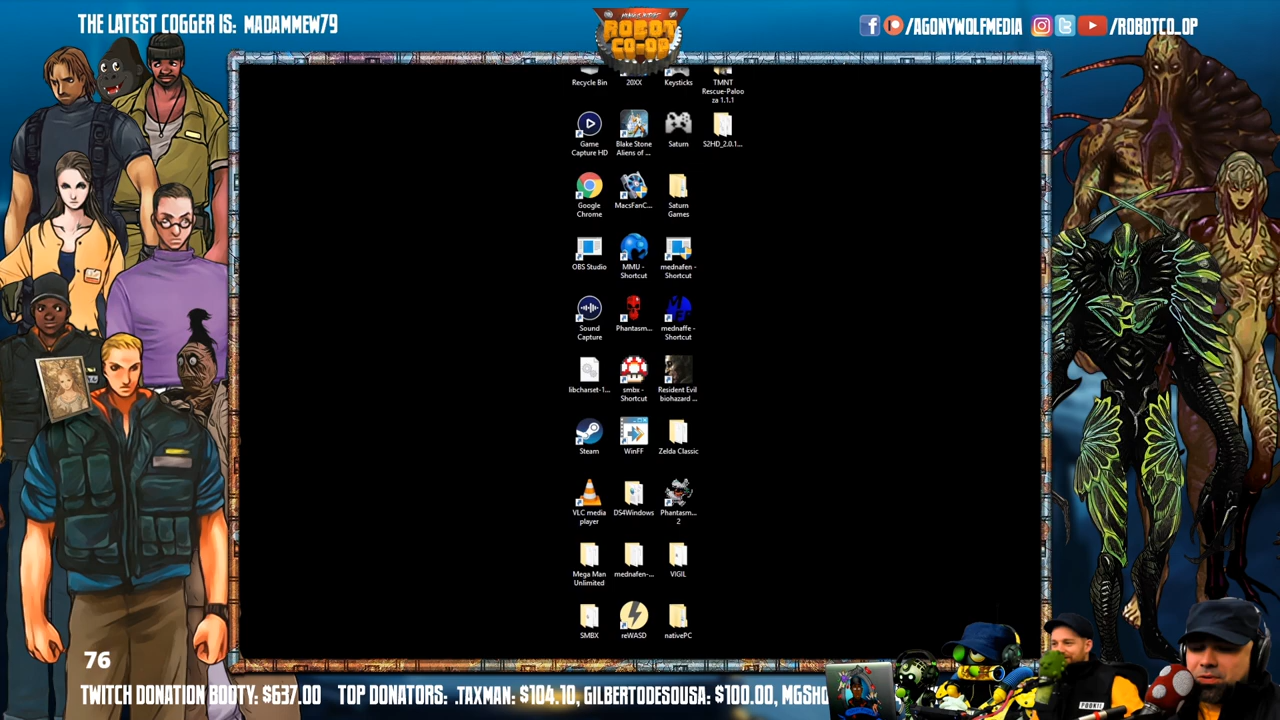 THE LATEST COGGER IS: MADAMMEW79
ROBOT
CO-OP
/AGONYWOLFMEDIA
/ROBOTCO_OP
Recycle Bin
20XX
Keysticks
TMNT
Rescue-Paloo
za 1.1.1
Game
Capture HD
Blake Stone
Aliens of ...
Saturn
S2HD_2.0.1...
Google
Chrome
MacsFanC...
Saturn
Games
OBS Studio
MMU -
Shortcut
mednafen -
Shortcut
Sound
Capture
Phantasm...
mednaffe -
Shortcut
libcharset-1...
smbx -
Shortcut
Resident Evil
biohazard ...
Steam
WinFF
Zelda Classic
VLC media
player
DS4Windows
Phantasm...
2
Mega Man
Unlimited
mednafen-...
VIGIL
SMBX
reWASD
nativePC
76
TWITCH DONATION BOOTY: $637.00
TOP DONATORS: .TAXMAN: $104.10, GILBERTODESOUSA: $100.00, MGSHO